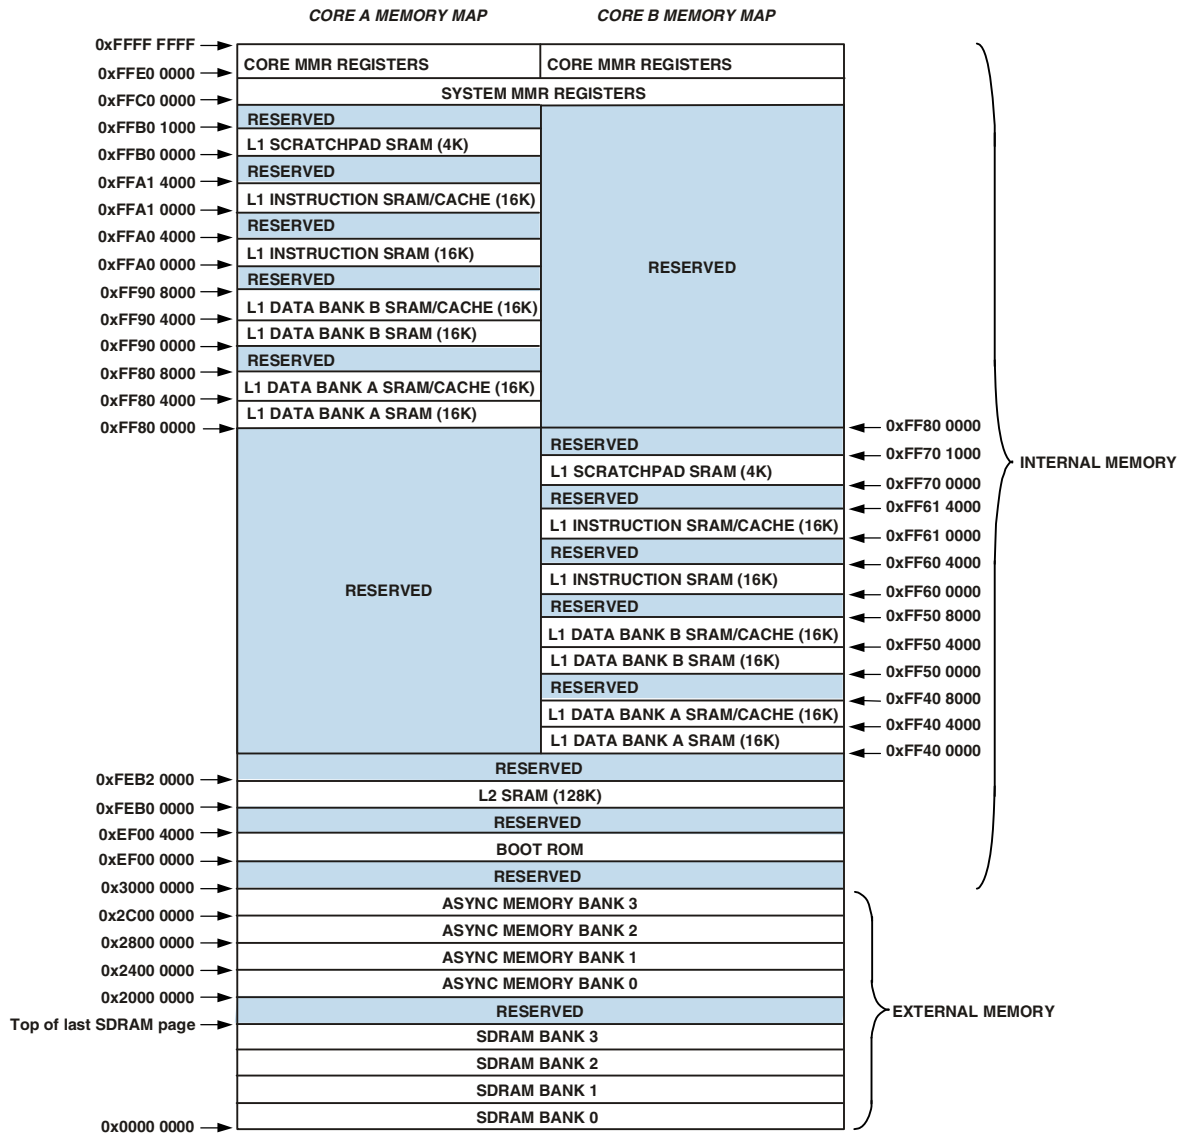 CORE A MEMORY MAP
CORE B MEMORY MAP
0xFFFF FFFF
CORE MMR REGISTERS
CORE MMR REGISTERS
0xFFE0 0000
SYSTEM MMR REGISTERS
0xFFC0 0000
RESERVED
0xFFB0 1000
L1 SCRATCHPAD SRAM (4K)
0xFFB0 0000
RESERVED
0xFFA1 4000
L1 INSTRUCTION SRAM/CACHE (16K)
0xFFA1 0000
RESERVED
0xFFA0 4000
L1 INSTRUCTION SRAM (16K)
0xFFA0 0000
RESERVED
RESERVED
0xFF90 8000
L1 DATA BANK B SRAM/CACHE (16K)
0xFF90 4000
L1 DATA BANK B SRAM (16K)
0xFF90 0000
RESERVED
0xFF80 8000
L1 DATA BANK A SRAM/CACHE (16K)
0xFF80 4000
L1 DATA BANK A SRAM (16K)
0xFF80 0000
0xFF80 0000
RESERVED
0xFF70 1000
INTERNAL MEMORY
L1 SCRATCHPAD SRAM (4K)
0xFF70 0000
RESERVED
0xFF61 4000
L1 INSTRUCTION SRAM/CACHE (16K)
0xFF61 0000
RESERVED
0xFF60 4000
L1 INSTRUCTION SRAM (16K)
RESERVED
0xFF60 0000
RESERVED
0xFF50 8000
L1 DATA BANK B SRAM/CACHE (16K)
0xFF50 4000
L1 DATA BANK B SRAM (16K)
0xFF50 0000
RESERVED
0xFF40 8000
L1 DATA BANK A SRAM/CACHE (16K)
0xFF40 4000
L1 DATA BANK A SRAM (16K)
0xFF40 0000
RESERVED
0xFEB2 0000
L2 SRAM (128K)
0xFEB0 0000
RESERVED
0xEF00 4000
BOOT ROM
0xEF00 0000
RESERVED
0x3000 0000
ASYNC MEMORY BANK 3
0x2C00 0000
ASYNC MEMORY BANK 2
0x2800 0000
ASYNC MEMORY BANK 1
0x2400 0000
ASYNC MEMORY BANK 0
0x2000 0000
RESERVED
EXTERNAL MEMORY
Top of last SDRAM page
SDRAM BANK 3
SDRAM BANK 2
SDRAM BANK 1
SDRAM BANK 0
0x0000 0000